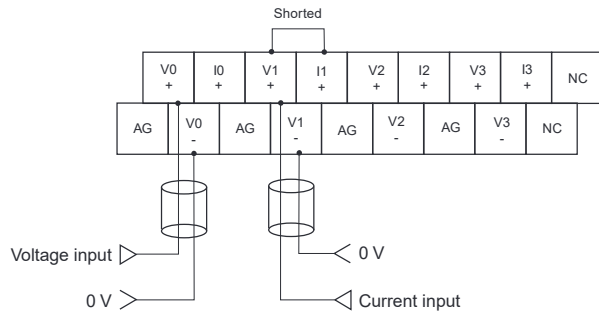 Shorted
V0 I0 V1 I1 V2 I2 V3 I3 NC
+ + + + + + + +
AG V0 AG V1 AG V2 AG V3 NC
- - - -
Voltage input
0 V
0 V
Current input